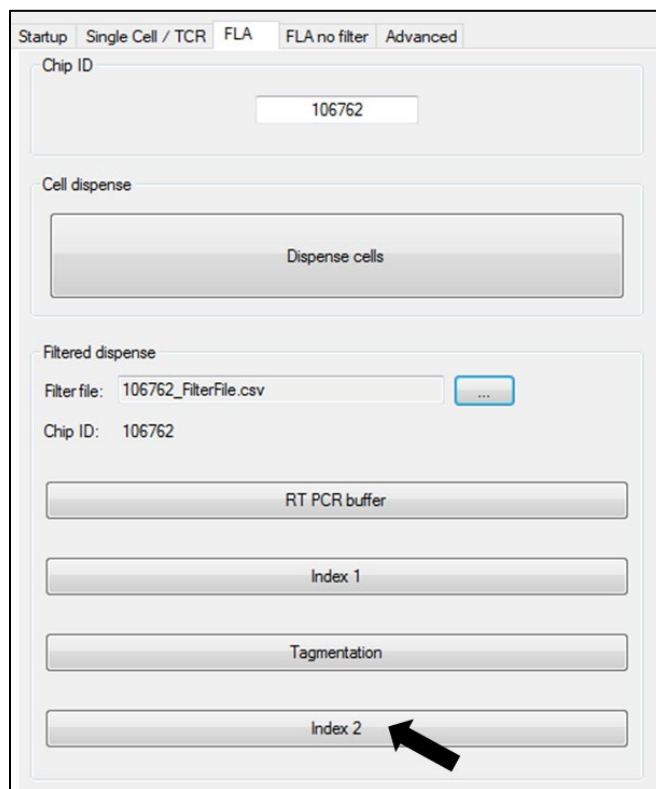 Startup Single Cell / TCR FLA FLA no filter Advanced
Chip ID
106762
Cell dispense
Dispense cells
Filtered dispense
Filter file: 106762_FilterFile.csv ...
Chip ID: 106762
RT PCR buffer
Index 1
Tagmentation
Index 2